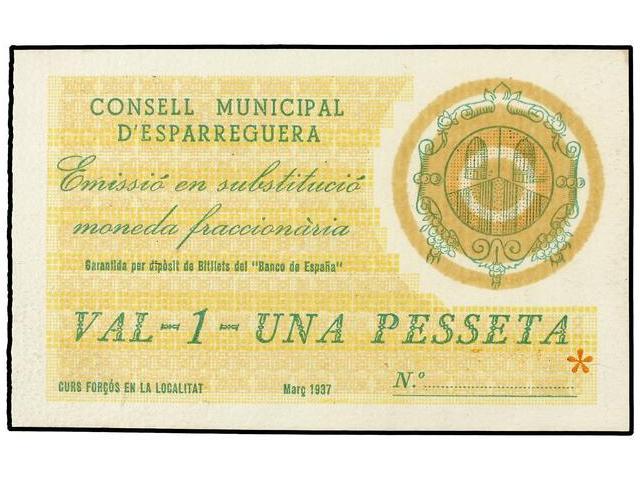 CONSELL MUNICIPAL
D'ESPARREGUERA
Emissió en substitució
moneda fraccionària
Garantida per dipòsit de Bitllets del "Banco de España"
VAL-1-UNA PESSETA
CURS FORÇÓS EN LA LOCALITAT Març 1937 N.º